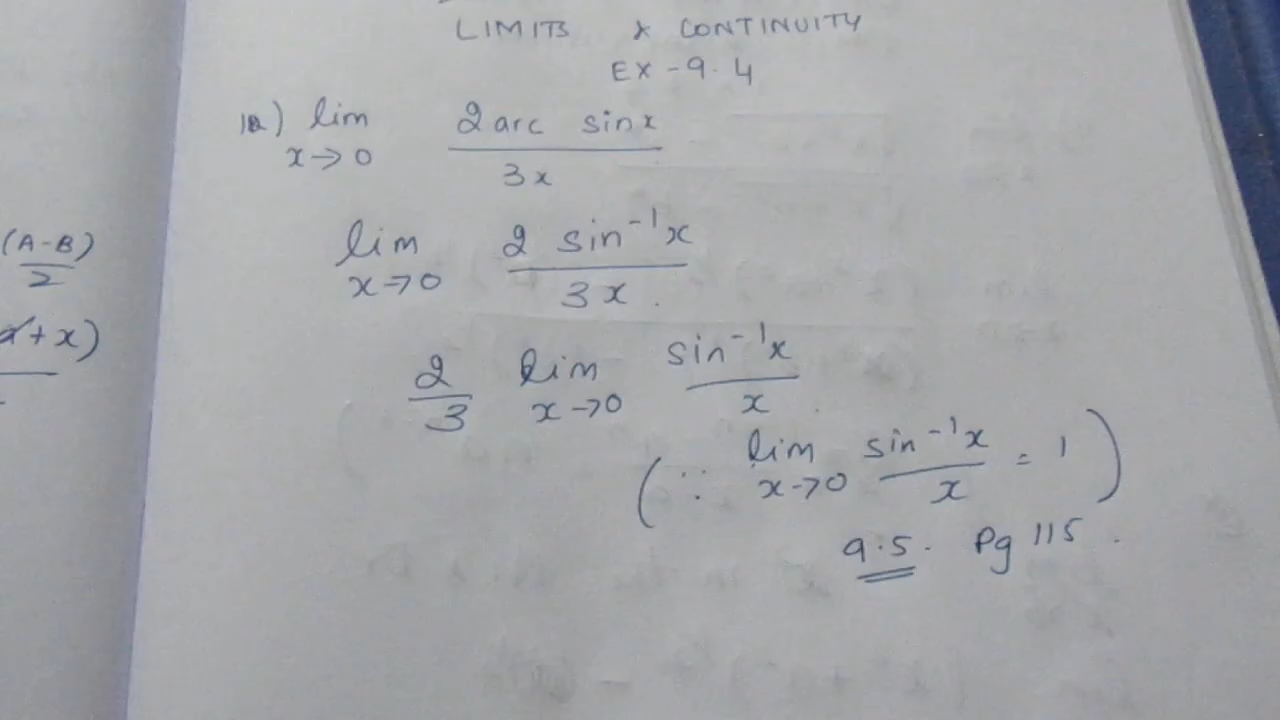 LIMITS & CONTINUITY
EX - 9.4
lim 2 arc sin x
x→0 3x
lim 2 sin⁻¹x
x→0 3x.
2 lim sin⁻¹x
3 x→0 x.
(∵ lim sin⁻¹x = 1)
x→0 x
9.5. Pg 115.
(A-B)
2
+ x)